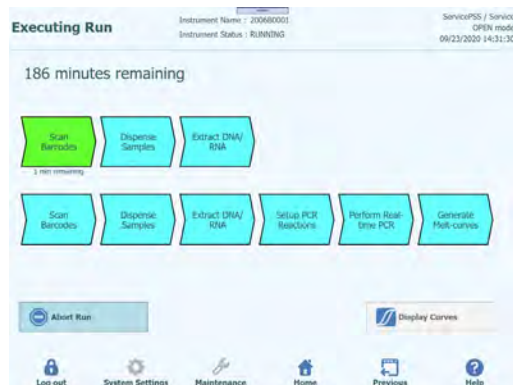 Executing Run
Instrument Name : 200680001
Instrument Status : RUNNING
ServicePSS / Service
OPEN mode
09/23/2020 14:31:30
186 minutes remaining
Scan Barcodes
Dispense Samples
Extract DNA/ RNA
1 min remaining
Scan Barcodes
Dispense Samples
Extract DNA/ RNA
Setup PCR Reactions
Perform Real- time PCR
Generate Melt-curves
Abort Run
Display Curves
Log out
System Settings
Maintenance
Home
Previous
Help